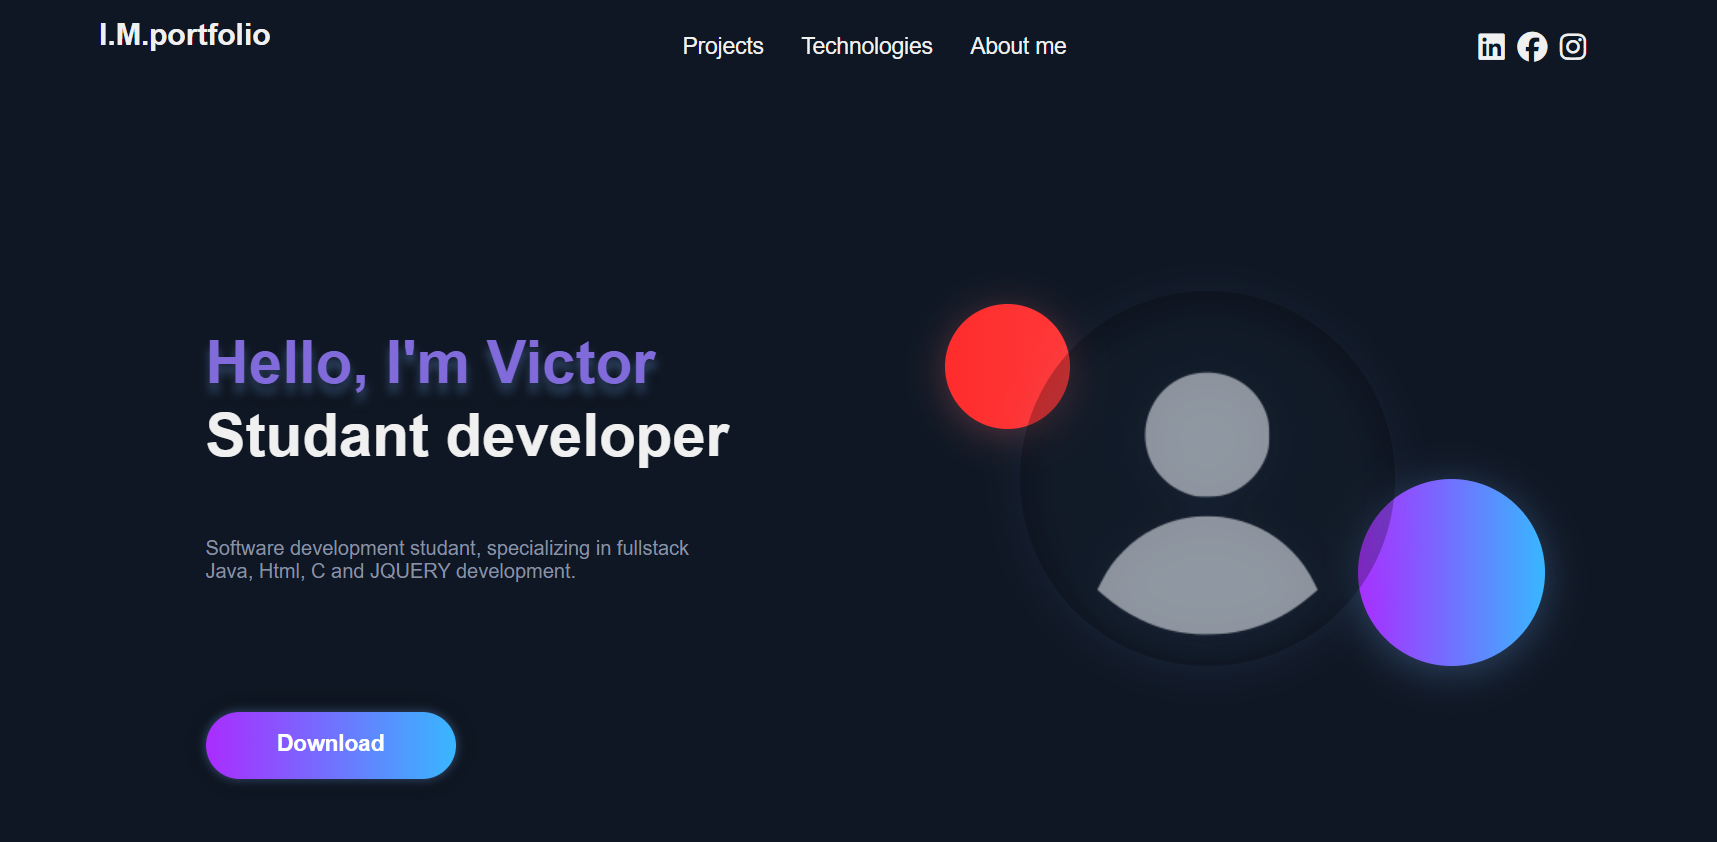 I.M.portfolio
Projects Technologies About me
Hello, I'm Victor
Studant developer
Software development studant, specializing in fullstack
Java, Html, C and JQUERY development.
Download